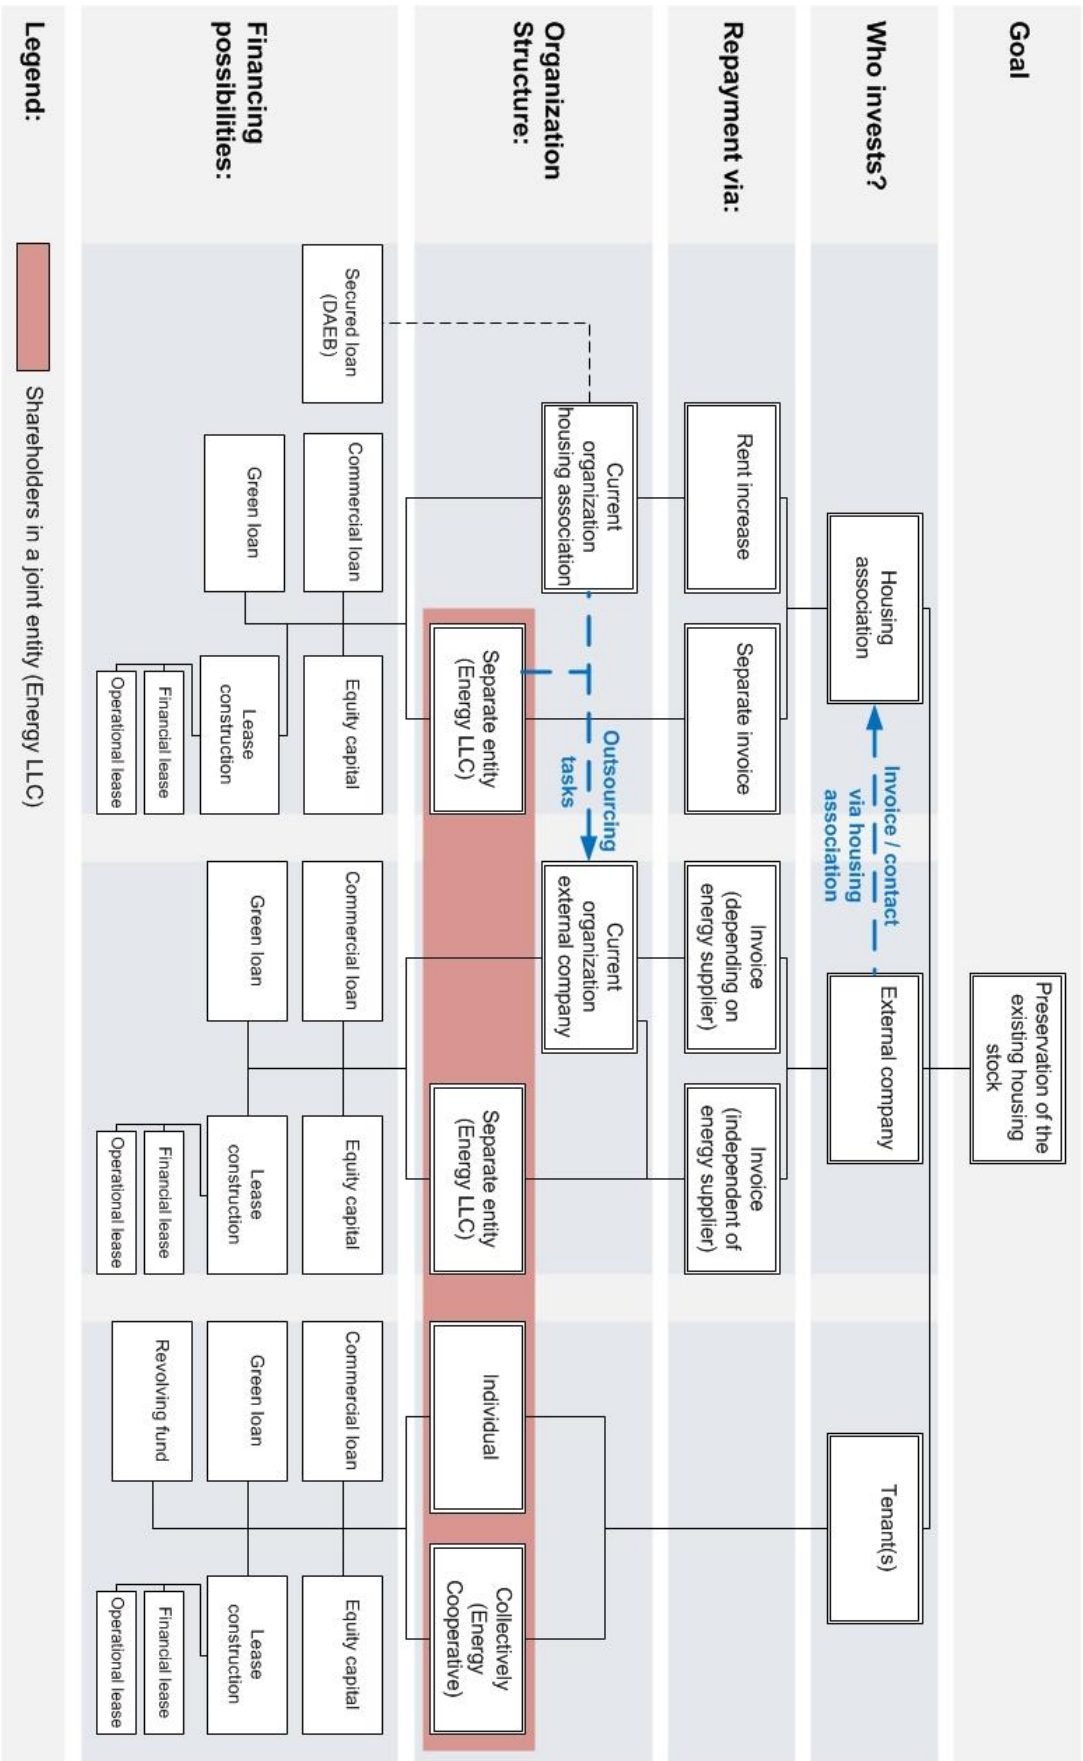 Goal
Preservation of the
existing housing
stock
Who invests?
Housing
association
Invoice / contact
via housing
association
External company
Tenant(s)
Repayment via:
Rent increase
Separate invoice
Invoice
(depending on
energy supplier)
Invoice
(independent of
energy supplier)
Organization
Structure:
Current
organization
housing association
Outsourcing
tasks
Current
organization
external company
Separate entity
(Energy LLC)
Separate entity
(Energy LLC)
Individual
Collectively
(Energy
Cooperative)
Financing
possibilities:
Secured loan
(DAEB)
Commercial loan
Equity capital
Green loan
Lease
construction
Financial lease
Operational lease
Commercial loan
Equity capital
Green loan
Lease
construction
Financial lease
Operational lease
Commercial loan
Equity capital
Green loan
Lease
construction
Revolving fund
Financial lease
Operational lease
Legend:
Shareholders in a joint entity (Energy LLC)